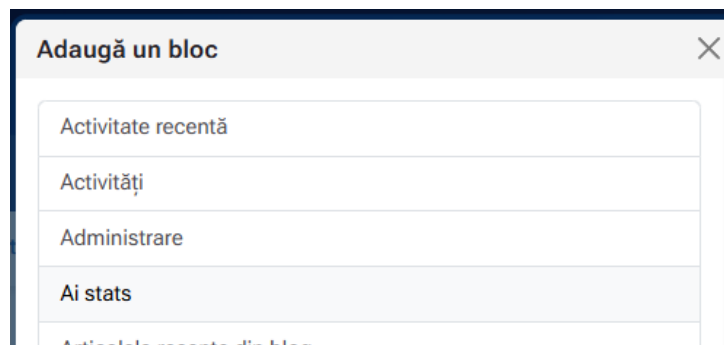 Adaugă un bloc
Activitate recentă
Activități
Administrare
Ai stats